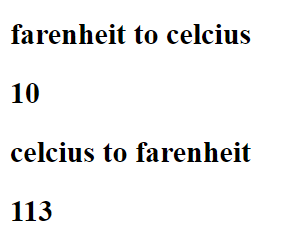 farenheit to celcius
10
celcius to farenheit
113